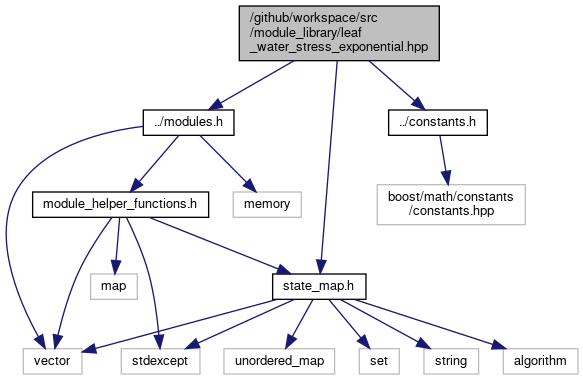 /github/workspace/src
/module_library/leaf
_water_stress_exponential.hpp
../modules.h
../constants.h
module_helper_functions.h
memory
boost/math/constants
/constants.hpp
map
state_map.h
vector
stdexcept
unordered_map
set
string
algorithm